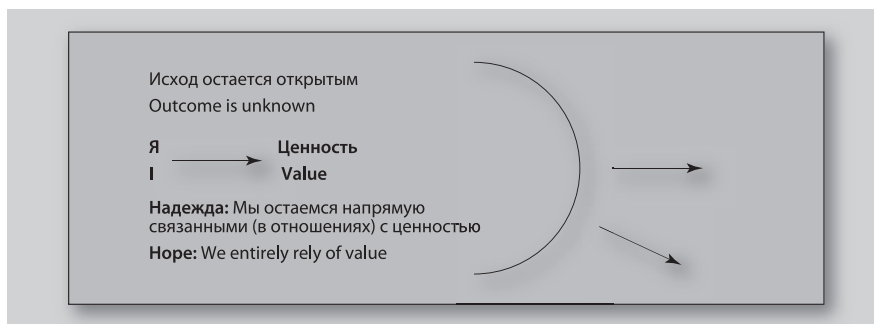 Исход остается открытым
Outcome is unknown
Я Ценность
I Value
Надежда: Мы остаемся напрямую
связанными (в отношениях) с ценностью
Hope: We entirely rely of value